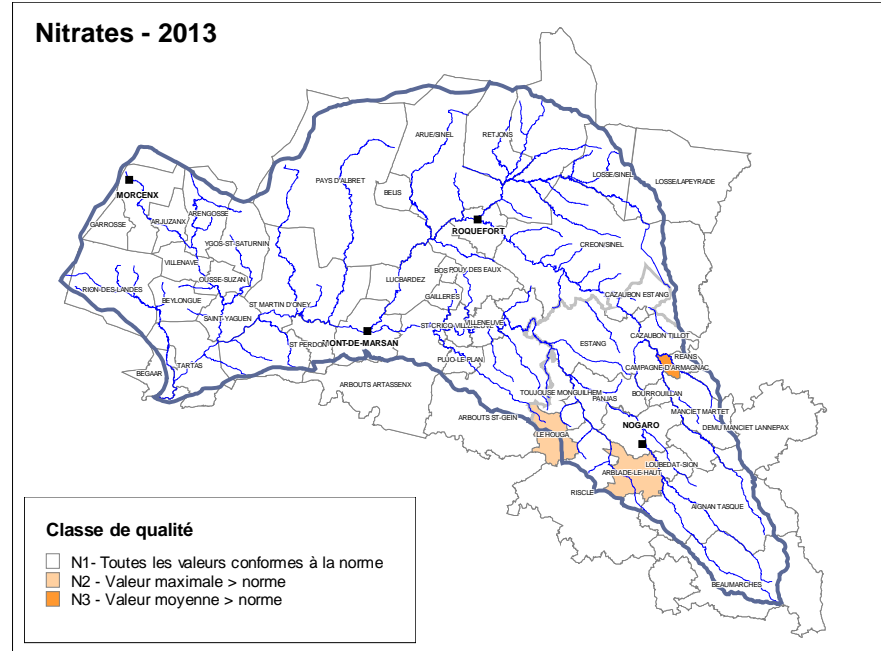 Nitrates - 2013
ARUE/SINEL
RETJONS
LOSSE/SINEL
LOSSE/LAPEYRADE
PAYS D'ALBRET
BELIS
MORCENX
GARROSSE
ARJUZANX
ARENGOSSE
ROQUEFORT
YGOS-ST-SATURNIN
CREON/SINEL
VILLENAVE
OUSSE-SUZAN
RION-DES-LANDES
BEYLONGUE
LUCBARDEZ
BOS
POUY DES EAUX
GAILLERES
CAZAUBON ESTANG
ST MARTIN D'ONEY
SAINT-YAGUEN
ST CRICQ-VILLENEUVE
VILLENEUVE
ST PERDON
MONT-DE-MARSAN
ESTANG
CAZAUBON TILLOT
PUJO-LE-PLAN
REANS
TARTAS
BEGAAR
CAMPAGNE D'ARMAGNAC
ARBOUTS ARTASSENX
TOUJOUSE MONGUILHEM
PANJAS
BOURROUILLAN
ARBOUTS ST-GEIN
MANCIET MARTET
NOGARO
DEMU MANCIET LANNEPAX
LE HOUGA
LOUBEDAT-SION
ARBLADE-LE-HAUT
RISCLE
AIGNAN TASQUE
BEAUMARCHES
Classe de qualité
N1- Toutes les valeurs conformes à la norme
N2 - Valeur maximale > norme
N3 - Valeur moyenne > norme